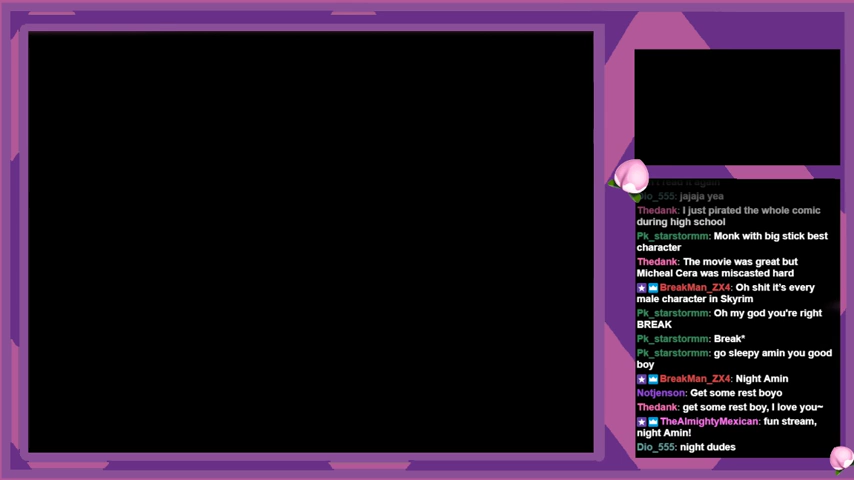 read it again
Dio_555: jajaja yea
Thedank: I just pirated the whole comic
during high school
Pk_starstormm: Monk with big stick best
character
Thedank: The movie was great but
Micheal Cera was miscasted hard
BreakMan_ZX4: Oh shit it's every
male character in Skyrim
Pk_starstormm: Oh my god you're right
BREAK
Pk_starstormm: Break*
Pk_starstormm: go sleepy amin you good
boy
BreakMan_ZX4: Night Amin
Notjenson: Get some rest boyo
Thedank: get some rest boy, I love you~
TheAlmightyMexican: fun stream,
night Amin!
Dio_555: night dudes